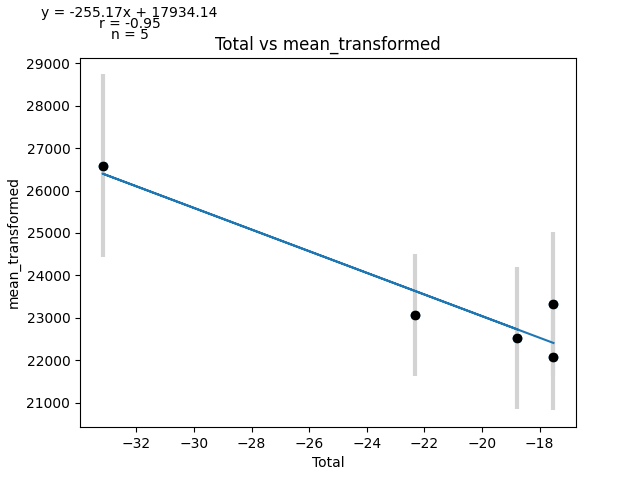 y = -255.17x + 17934.14
r = -0.95
n = 5
Total vs mean_transformed
29000
28000
27000
26000
25000
24000
23000
22000
21000
mean_transformed
−32 −30 −28 −26 −24 −22 −20 −18
Total